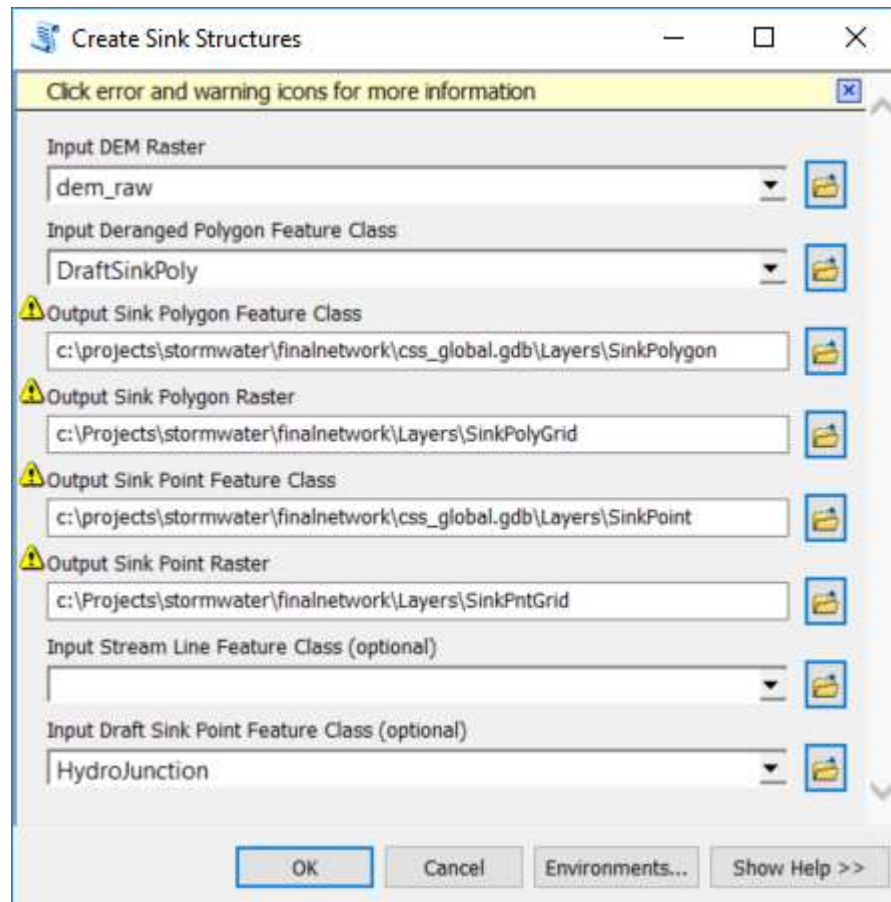 Create Sink Structures
Click error and warning icons for more information
Input DEM Raster
dem_raw
Input Deranged Polygon Feature Class
DraftSinkPoly
Output Sink Polygon Feature Class
c:\projects\stormwater\finalnetwork\css_global.gdb\Layers\SinkPolygon
Output Sink Polygon Raster
c:\Projects\stormwater\finalnetwork\Layers\SinkPolyGrid
Output Sink Point Feature Class
c:\projects\stormwater\finalnetwork\css_global.gdb\Layers\SinkPoint
Output Sink Point Raster
c:\Projects\stormwater\finalnetwork\Layers\SinkPntGrid
Input Stream Line Feature Class (optional)
Input Draft Sink Point Feature Class (optional)
HydroJunction
OK Cancel Environments... Show Help >>